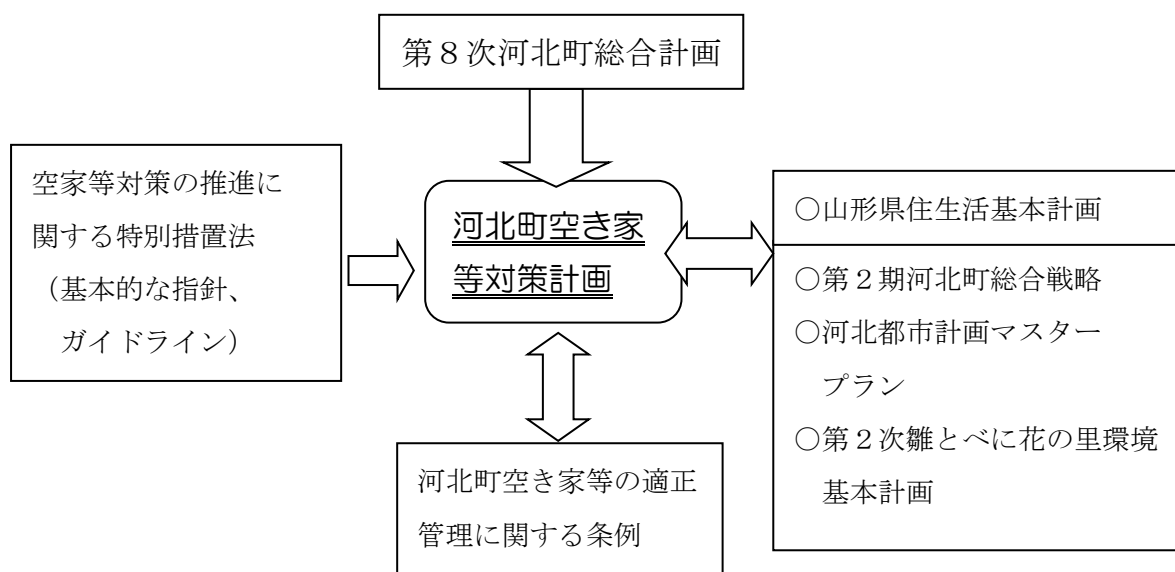 第８次河北町総合計画
空家等対策の推進に
関する特別措置法
（基本的な指針、
ガイドライン）
河北町空き家
等対策計画
○山形県住生活基本計画
○第２期河北町総合戦略
○河北都市計画マスター
プラン
○第２次雛とべに花の里環境
基本計画
河北町空き家等の適正
管理に関する条例